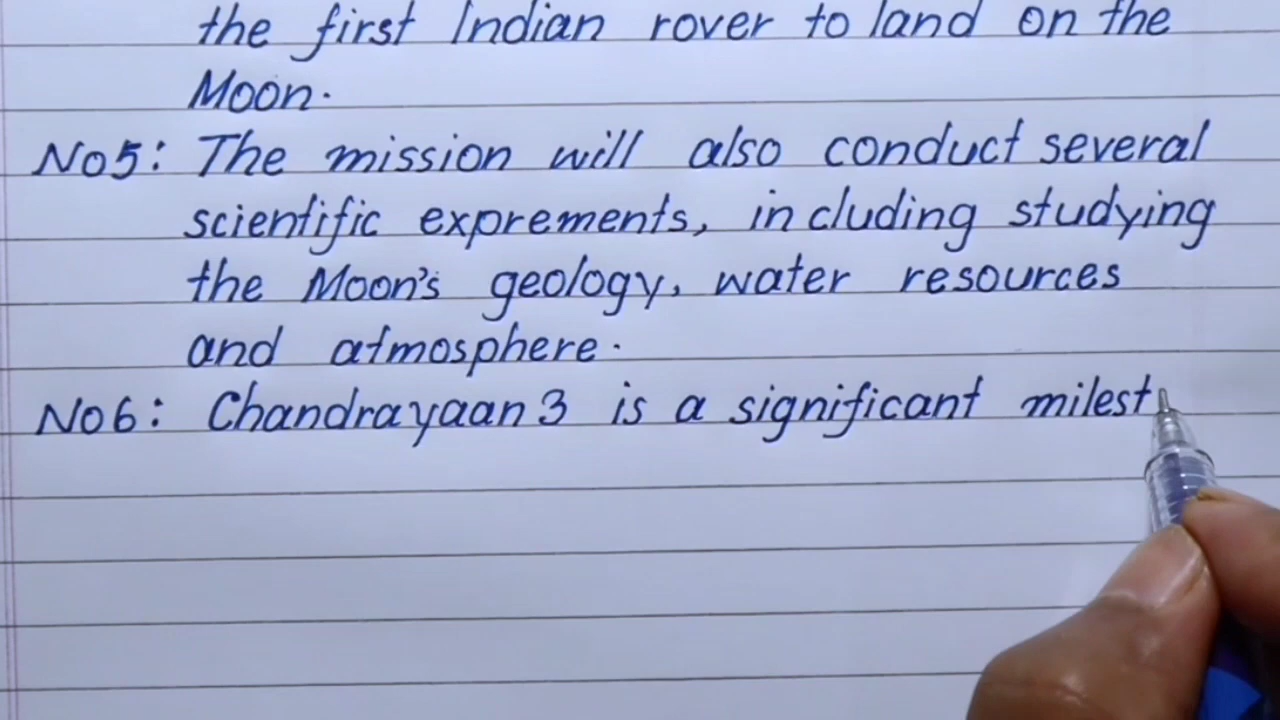 the first Indian rover to land on the
Moon.
No5: The mission will also conduct several
scientific exprements, including studying
the Moon's geology, water resources
and atmosphere.
No6: Chandrayaan 3 is a significant milest